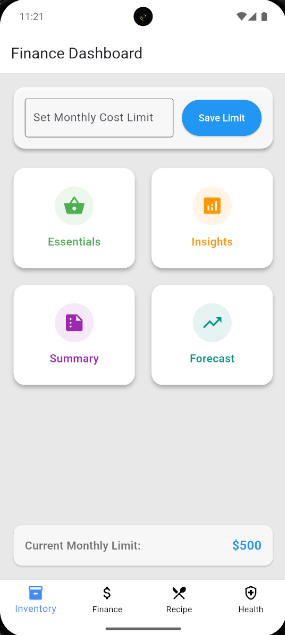 11:21
Finance Dashboard
Set Monthly Cost Limit
Save Limit
Essentials
Insights
Summary
Forecast
Current Monthly Limit:
$500
Inventory
Finance
Recipe
Health